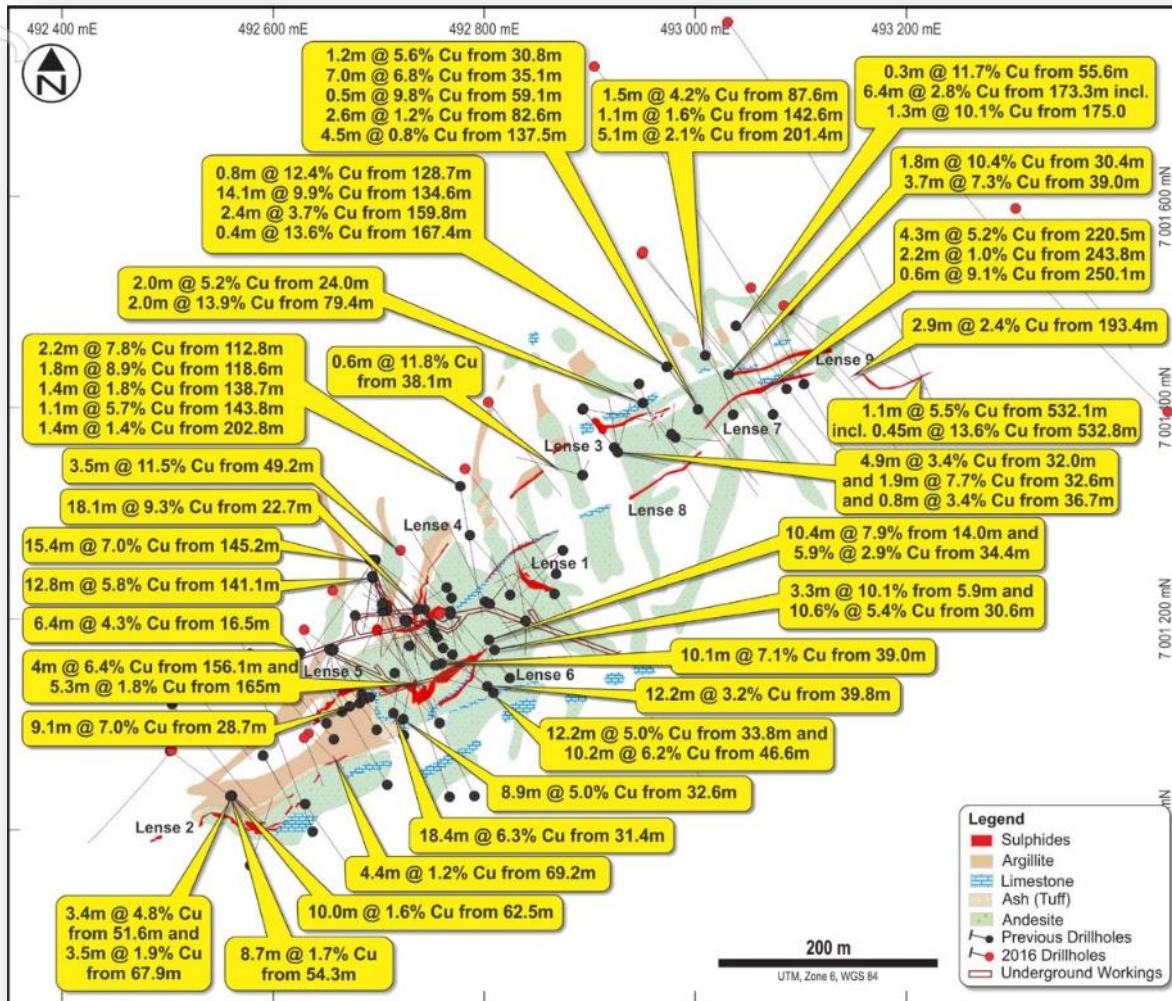 492 400 mE
492 600 mE
492 800 mE
493 000 mE
493 200 mE
N
1.2m @ 5.6% Cu from 30.8m
7.0m @ 6.8% Cu from 35.1m
0.5m @ 9.8% Cu from 59.1m
2.6m @ 1.2% Cu from 82.6m
4.5m @ 0.8% Cu from 137.5m
1.5m @ 4.2% Cu from 87.6m
1.1m @ 1.6% Cu from 142.6m
5.1m @ 2.1% Cu from 201.4m
0.3m @ 11.7% Cu from 55.6m
6.4m @ 2.8% Cu from 173.3m incl.
1.3m @ 10.1% Cu from 175.0
0.8m @ 12.4% Cu from 128.7m
14.1m @ 9.9% Cu from 134.6m
2.4m @ 3.7% Cu from 159.8m
0.4m @ 13.6% Cu from 167.4m
1.8m @ 10.4% Cu from 30.4m
3.7m @ 7.3% Cu from 39.0m
7 001 600 mN
4.3m @ 5.2% Cu from 220.5m
2.2m @ 1.0% Cu from 243.8m
0.6m @ 9.1% Cu from 250.1m
2.0m @ 5.2% Cu from 24.0m
2.0m @ 13.9% Cu from 79.4m
2.9m @ 2.4% Cu from 193.4m
2.2m @ 7.8% Cu from 112.8m
1.8m @ 8.9% Cu from 118.6m
1.4m @ 1.8% Cu from 138.7m
1.1m @ 5.7% Cu from 143.8m
1.4m @ 1.4% Cu from 202.8m
0.6m @ 11.8% Cu
from 38.1m
Lense 9
7 001 400 mN
1.1m @ 5.5% Cu from 532.1m
incl. 0.45m @ 13.6% Cu from 532.8m
Lense 7
Lense 3
4.9m @ 3.4% Cu from 32.0m
and 1.9m @ 7.7% Cu from 32.6m
and 0.8m @ 3.4% Cu from 36.7m
3.5m @ 11.5% Cu from 49.2m
Lense 8
18.1m @ 9.3% Cu from 22.7m
Lense 4
10.4m @ 7.9% from 14.0m and
5.9% @ 2.9% Cu from 34.4m
15.4m @ 7.0% Cu from 145.2m
Lense 1
12.8m @ 5.8% Cu from 141.1m
3.3m @ 10.1% from 5.9m and
10.6% @ 5.4% Cu from 30.6m
7 001 200 mN
6.4m @ 4.3% Cu from 16.5m
10.1m @ 7.1% Cu from 39.0m
4m @ 6.4% Cu from 156.1m and
5.3m @ 1.8% Cu from 165m
Lense 5
Lense 6
12.2m @ 3.2% Cu from 39.8m
9.1m @ 7.0% Cu from 28.7m
12.2m @ 5.0% Cu from 33.8m and
10.2m @ 6.2% Cu from 46.6m
8.9m @ 5.0% Cu from 32.6m
mN
Lense 2
18.4m @ 6.3% Cu from 31.4m
4.4m @ 1.2% Cu from 69.2m
10.0m @ 1.6% Cu from 62.5m
3.4m @ 4.8% Cu
from 51.6m and
3.5m @ 1.9% Cu
from 67.9m
8.7m @ 1.7% Cu
from 54.3m
200 m
UTM, Zone 6, WGS 84
Legend
Sulphides
Argillite
Limestone
Ash (Tuff)
Andesite
Previous Drillholes
2016 Drillholes
Underground Workings